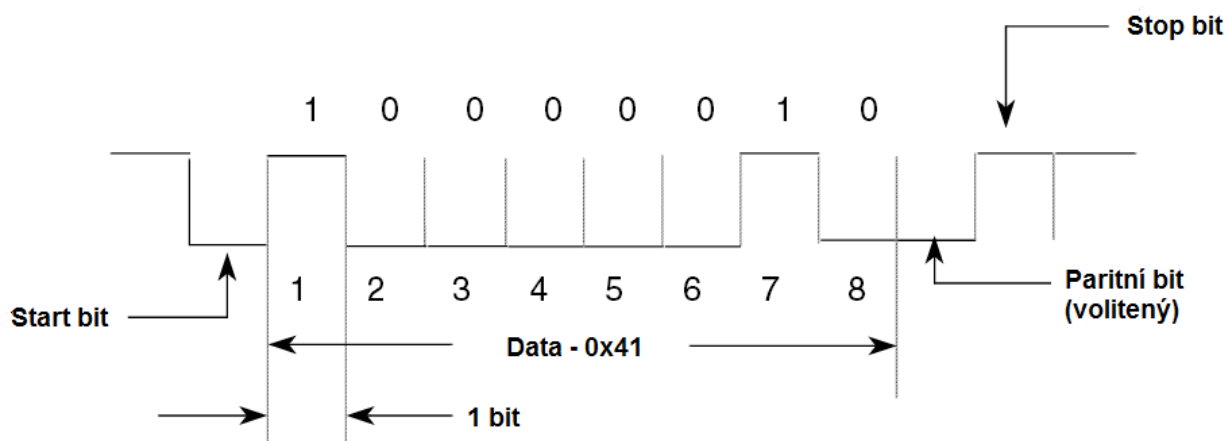 Stop bit
1 0 0 0 0 0 1 0
1 2 3 4 5 6 7 8
Start bit
Paritní bit
(volitený)
Data - 0x41
1 bit